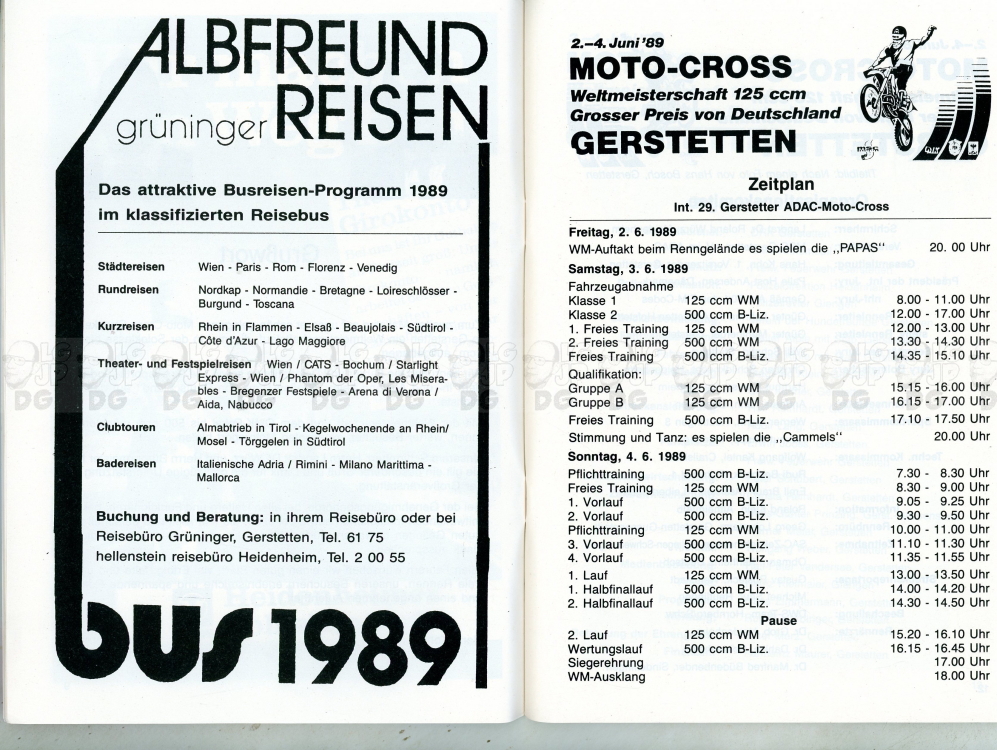 ALBFREUND
grüninger REISEN
Das attraktive Busreisen-Programm 1989
im klassifizierten Reisebus
Städtereisen Wien - Paris - Rom - Florenz - Venedig
Rundreisen Nordkap - Normandie - Bretagne - Loireschlösser -
Burgund - Toscana
Kurzreisen Rhein in Flammen - Elsaß - Beaujolais - Südtirol -
Côte d'Azur - Lago Maggiore
Theater- und Festspielreisen Wien / CATS - Bochum / Starlight
Express - Wien / Phantom der Oper, Les Misera-
bles - Bregenzer Festspiele - Arena di Verona /
Aida, Nabucco
Clubtouren Almabtrieb in Tirol - Kegelwochenende an Rhein/
Mosel - Törggelen in Südtirol
Badereisen Italienische Adria / Rimini - Milano Marittima -
Mallorca
Buchung und Beratung: in ihrem Reisebüro oder bei
Reisebüro Grüninger, Gerstetten, Tel. 61 75
hellenstein reisebüro Heidenheim, Tel. 2 00 55
bus 1989
2.–4. Juni '89
MOTO-CROSS
Weltmeisterschaft 125 ccm
Grosser Preis von Deutschland
GERSTETTEN
Zeitplan
Int. 29. Gerstetter ADAC-Moto-Cross
Freitag, 2. 6. 1989
WM-Auftakt beim Renngelände es spielen die ,,PAPAS'' 20. 00 Uhr
Samstag, 3. 6. 1989
Fahrzeugabnahme
Klasse 1 125 ccm WM 8.00 - 11.00 Uhr
Klasse 2 500 ccm B-Liz. 12.00 - 17.00 Uhr
1. Freies Training 125 ccm WM 12.00 - 13.00 Uhr
2. Freies Training 500 ccm WM 13.30 - 14.30 Uhr
Freies Training 500 ccm B-Liz. 14.35 - 15.10 Uhr
Qualifikation:
Gruppe A 125 ccm WM 15.15 - 16.00 Uhr
Gruppe B 125 ccm WM 16.15 - 17.00 Uhr
Freies Training 500 ccm B-Liz. 17.10 - 17.50 Uhr
Stimmung und Tanz: es spielen die ,,Cammels'' 20.00 Uhr
Sonntag, 4. 6. 1989
Pflichttraining 500 ccm B-Liz. 7.30 - 8.30 Uhr
Freies Training 125 ccm WM 8.30 - 9.00 Uhr
1. Vorlauf 500 ccm B-Liz. 9.05 - 9.25 Uhr
2. Vorlauf 500 ccm B-Liz. 9.30 - 9.50 Uhr
Pflichttraining 125 ccm WM 10.00 - 11.00 Uhr
3. Vorlauf 500 ccm B-Liz. 11.10 - 11.30 Uhr
4. Vorlauf 500 ccm B-Liz. 11.35 - 11.55 Uhr
1. Lauf 125 ccm WM 13.00 - 13.50 Uhr
1. Halbfinallauf 500 ccm B-Liz. 14.00 - 14.20 Uhr
2. Halbfinallauf 500 ccm B-Liz. 14.30 - 14.50 Uhr
Pause
2. Lauf 125 ccm WM 15.20 - 16.10 Uhr
Wertungslauf 500 ccm B-Liz. 16.15 - 16.45 Uhr
Siegerehrung 17.00 Uhr
WM-Ausklang 18.00 Uhr